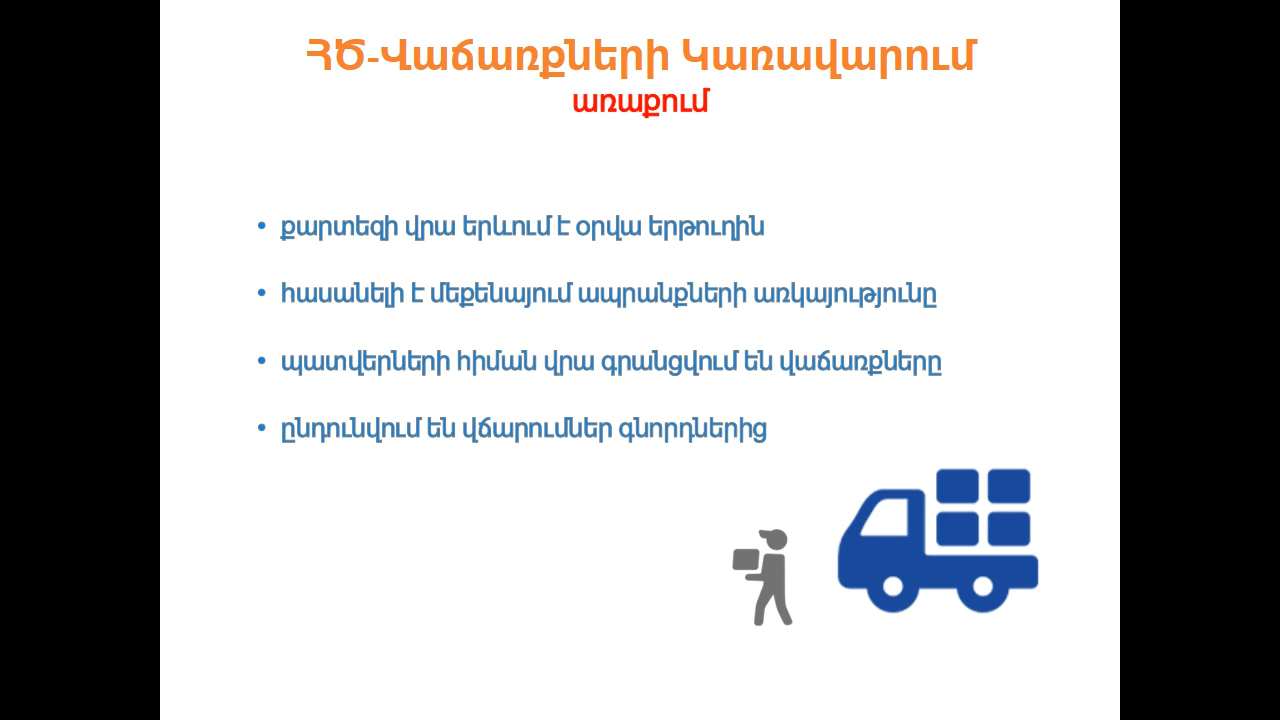 ՀԾ-Վաճառքների Կառավարում
առաքում
• քարտեզի վրա երևում է օրվա երթուղին
• հասանելի է մեքենայում ապրանքների առկայությունը
• պատվերների հիման վրա գրանցվում են վաճառքները
• ընդունվում են վճարումներ գնորդներից